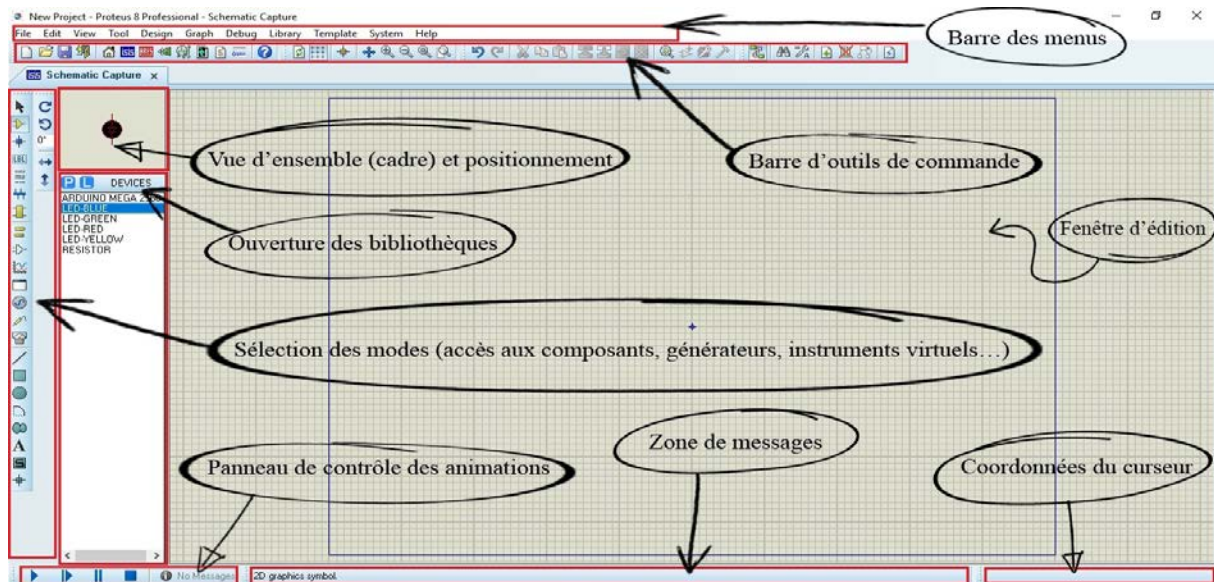 New Project - Proteus 8 Professional - Schematic Capture
File Edit View Tool Design Graph Debug Library Template System Help
Barre des menus
Schematic Capture
0°
Vue d'ensemble (cadre) et positionnement
Barre d'outils de commande
P L DEVICES
ARDUINO MEGA
LED-BLUE
LED-GREEN
LED-RED
LED-YELLOW
RESISTOR
Ouverture des bibliothèques
Fenêtre d'édition
Sélection des modes (accès aux composants, générateurs, instruments virtuels…)
Zone de messages
Panneau de contrôle des animations
Coordonnées du curseur
A
No Messages
2D graphics symbol.